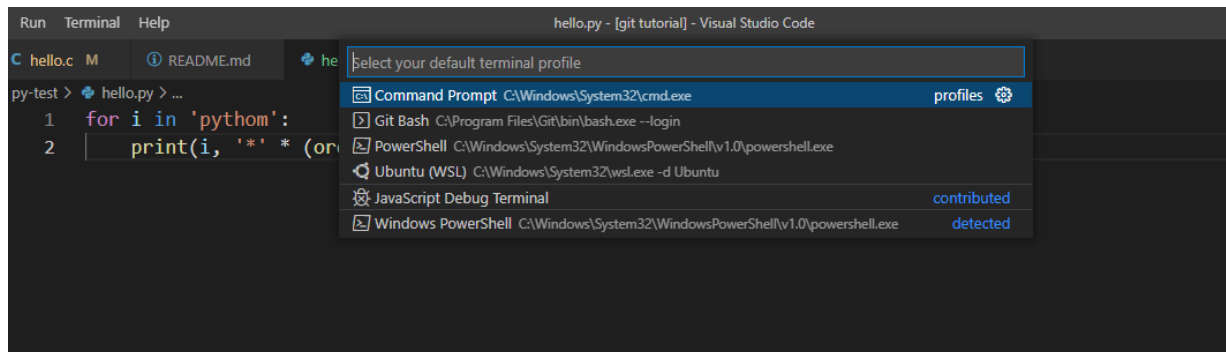 Run Terminal Help hello.py - [git tutorial] - Visual Studio Code
C hello.c M README.md
Select your default terminal profile
py-test > hello.py > ...
Command Prompt C:\Windows\System32\cmd.exe profiles
1 for i in 'pythom':
Git Bash C:\Program Files\Git\bin\bash.exe --login
2 print(i, '*' * (or
PowerShell C:\Windows\System32\WindowsPowerShell\v1.0\powershell.exe
Ubuntu (WSL) C:\Windows\System32\wsl.exe -d Ubuntu
JavaScript Debug Terminal contributed
Windows PowerShell C:\Windows\System32\WindowsPowerShell\v1.0\powershell.exe detected